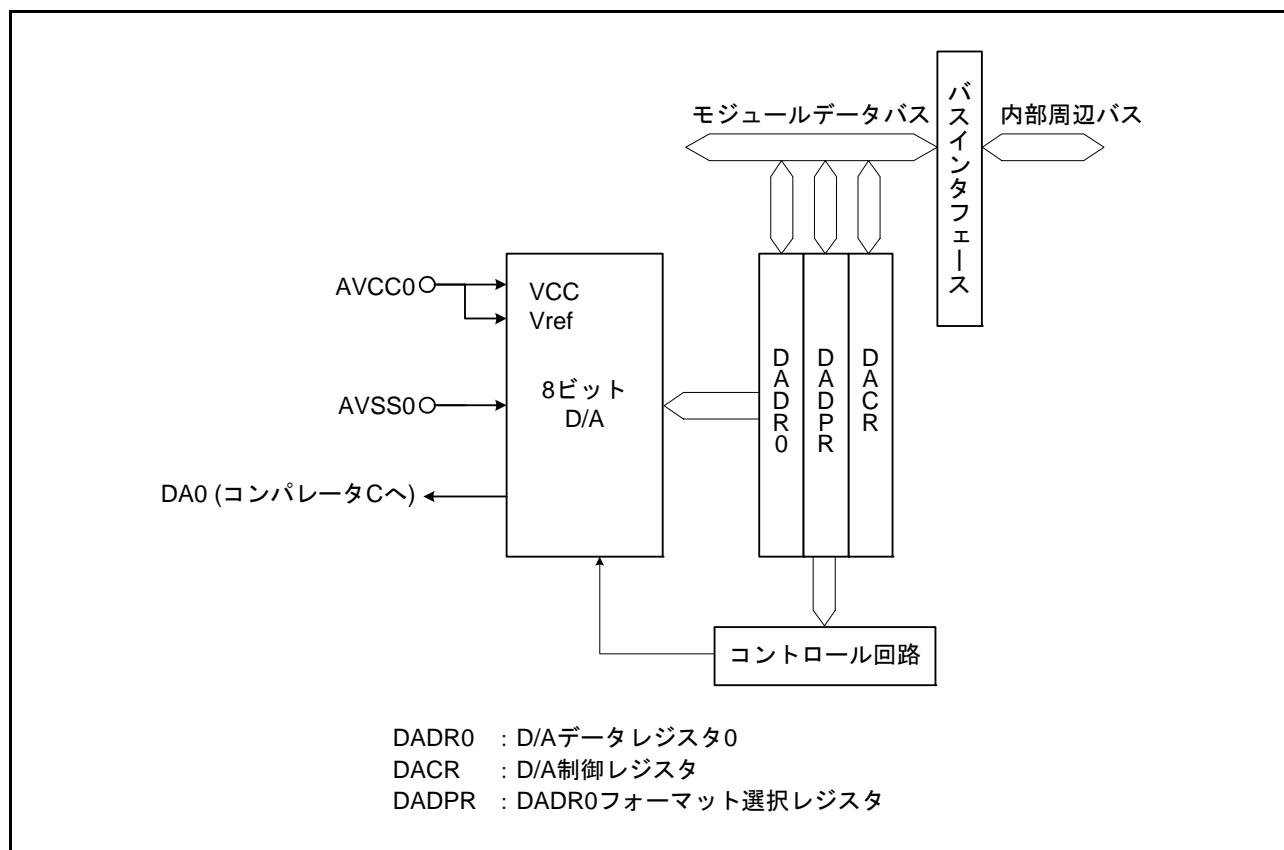 モジュールデータバス
バスインタフェース
内部周辺バス
AVCC0
VCC
Vref
AVSS0
8ビット
D/A
DADR0
DADPR
DACR
DA0 (コンパレータCへ)
コントロール回路
DADR0 : D/Aデータレジスタ0
DACR : D/A制御レジスタ
DADPR : DADR0フォーマット選択レジスタ